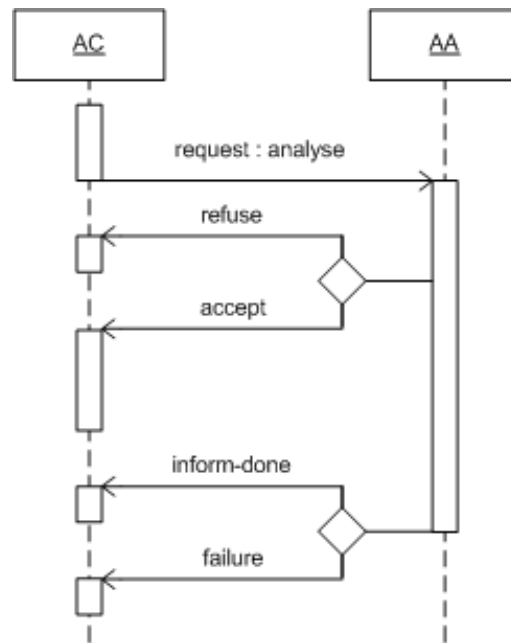 AC
AA
request : analyse
refuse
accept
inform-done
failure